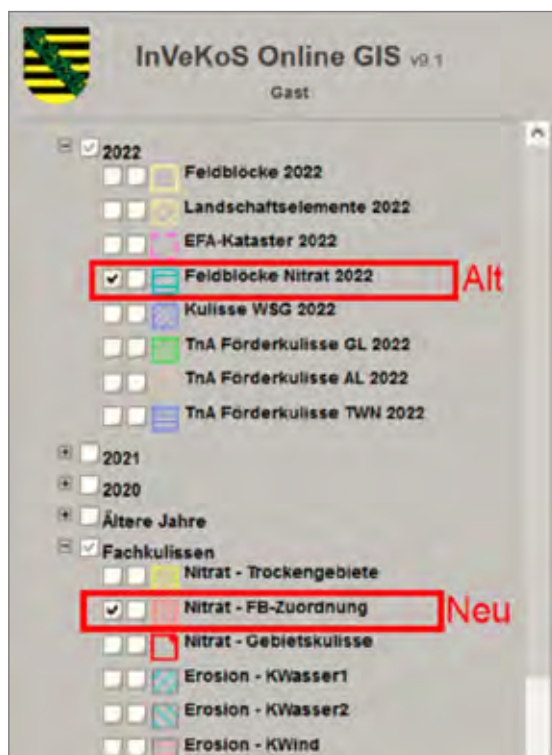 InVeKoS Online GIS v9.1
Gast
2022
Feldblöcke 2022
Landschaftselemente 2022
EFA-Kataster 2022
Feldblöcke Nitrat 2022 Alt
Kulisse WSG 2022
TnA Förderkulisse GL 2022
TnA Förderkulisse AL 2022
TnA Förderkulisse TWN 2022
2021
2020
Ältere Jahre
Fachkulissen
Nitrat - Trockengebiete
Nitrat - FB-Zuordnung Neu
Nitrat - Gebietskulisse
Erosion - KWasser1
Erosion - KWasser2
Erosion - KWind